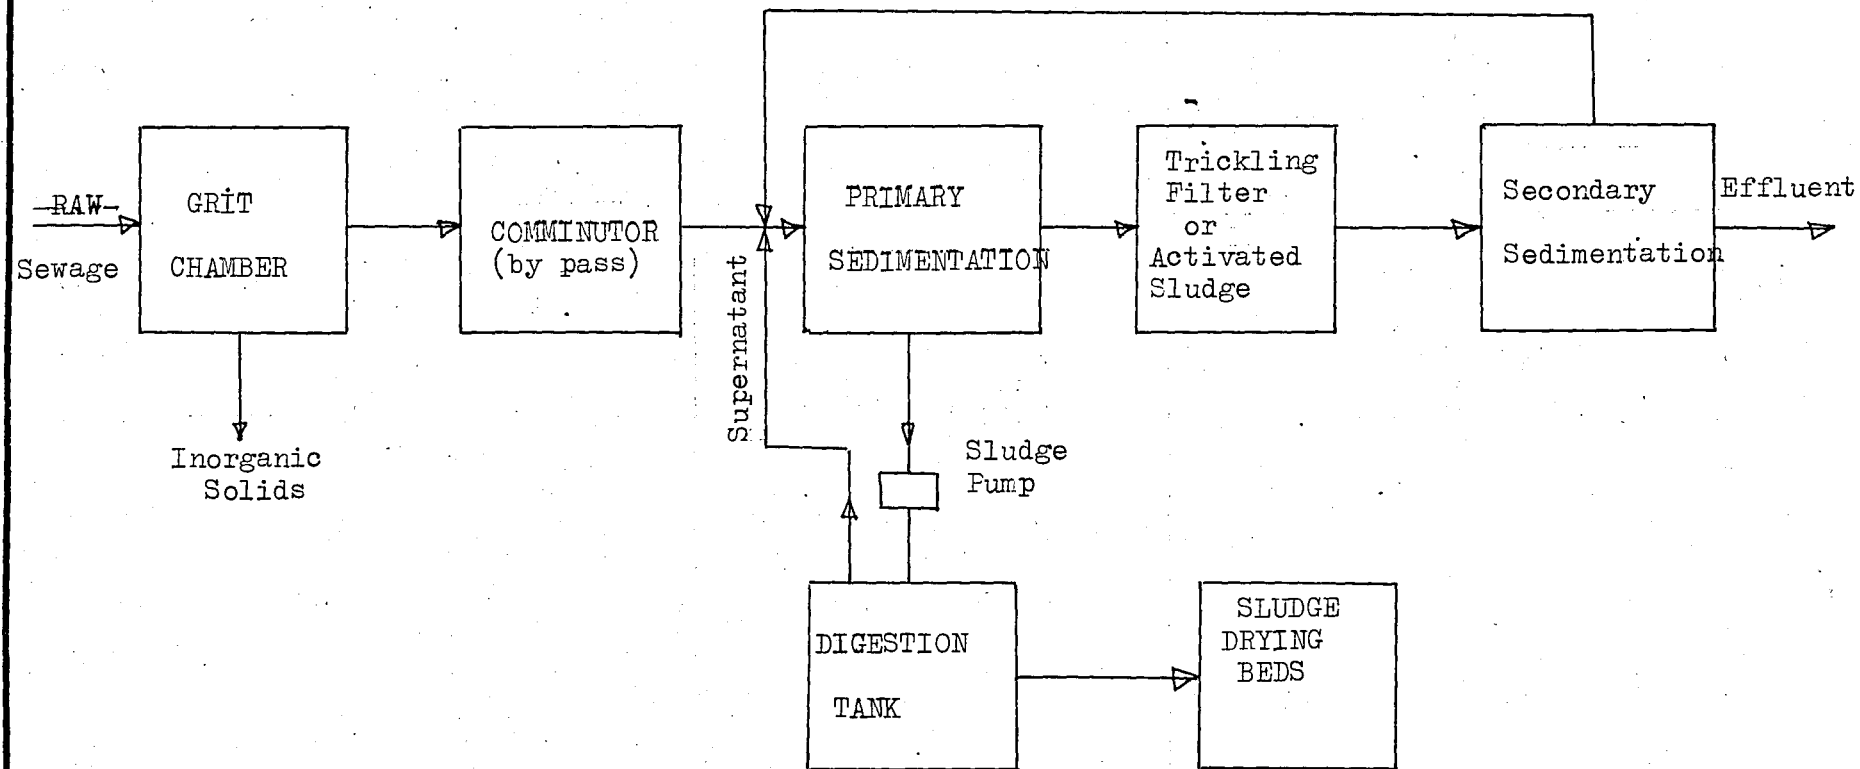 RAW
Sewage
GRİT
CHAMBER
Inorganic
Solids
COMMINUTOR
(by pass)
Supernatant
PRIMARY
SEDIMENTATION
Trickling
Filter
or
Activated
Sludge
Secondary
Sedimentation
Effluent
Sludge
Pump
DIGESTION
TANK
SLUDGE
DRYING
BEDS